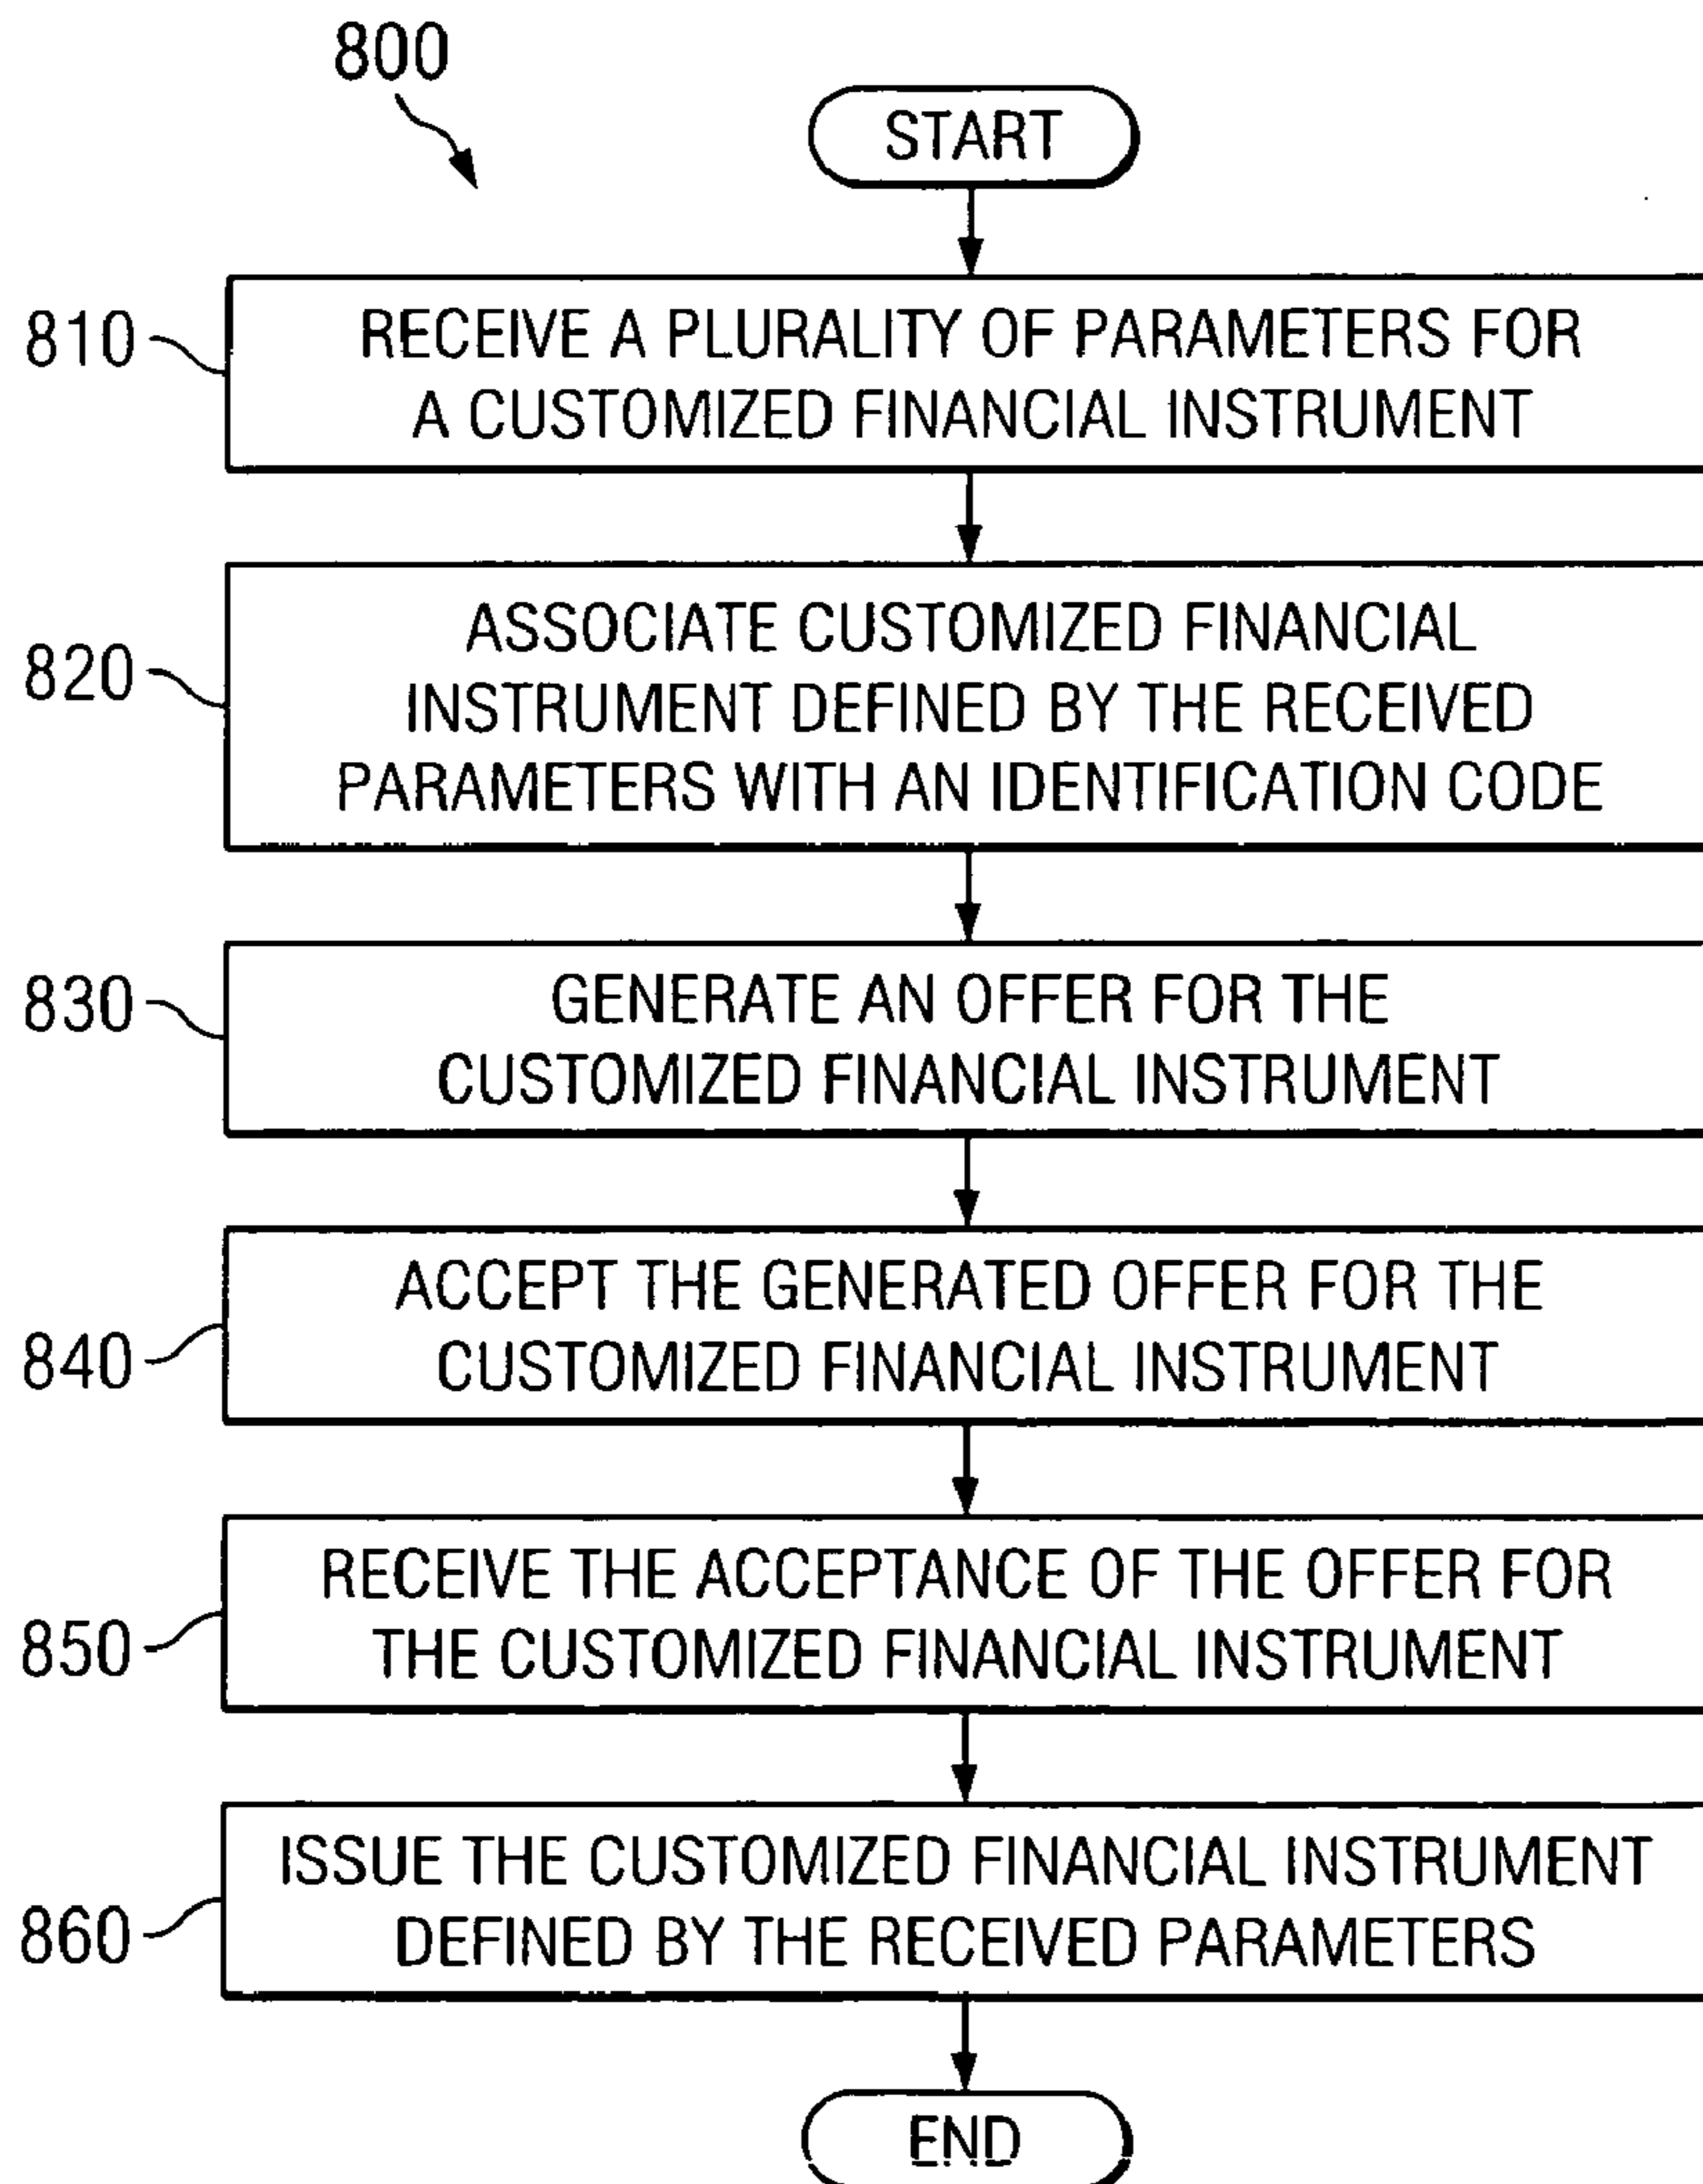 800
START
810
RECEIVE A PLURALITY OF PARAMETERS FOR
A CUSTOMIZED FINANCIAL INSTRUMENT
820
ASSOCIATE CUSTOMIZED FINANCIAL
INSTRUMENT DEFINED BY THE RECEIVED
PARAMETERS WITH AN IDENTIFICATION CODE
830
GENERATE AN OFFER FOR THE
CUSTOMIZED FINANCIAL INSTRUMENT
840
ACCEPT THE GENERATED OFFER FOR THE
CUSTOMIZED FINANCIAL INSTRUMENT
850
RECEIVE THE ACCEPTANCE OF THE OFFER FOR
THE CUSTOMIZED FINANCIAL INSTRUMENT
860
ISSUE THE CUSTOMIZED FINANCIAL INSTRUMENT
DEFINED BY THE RECEIVED PARAMETERS
END